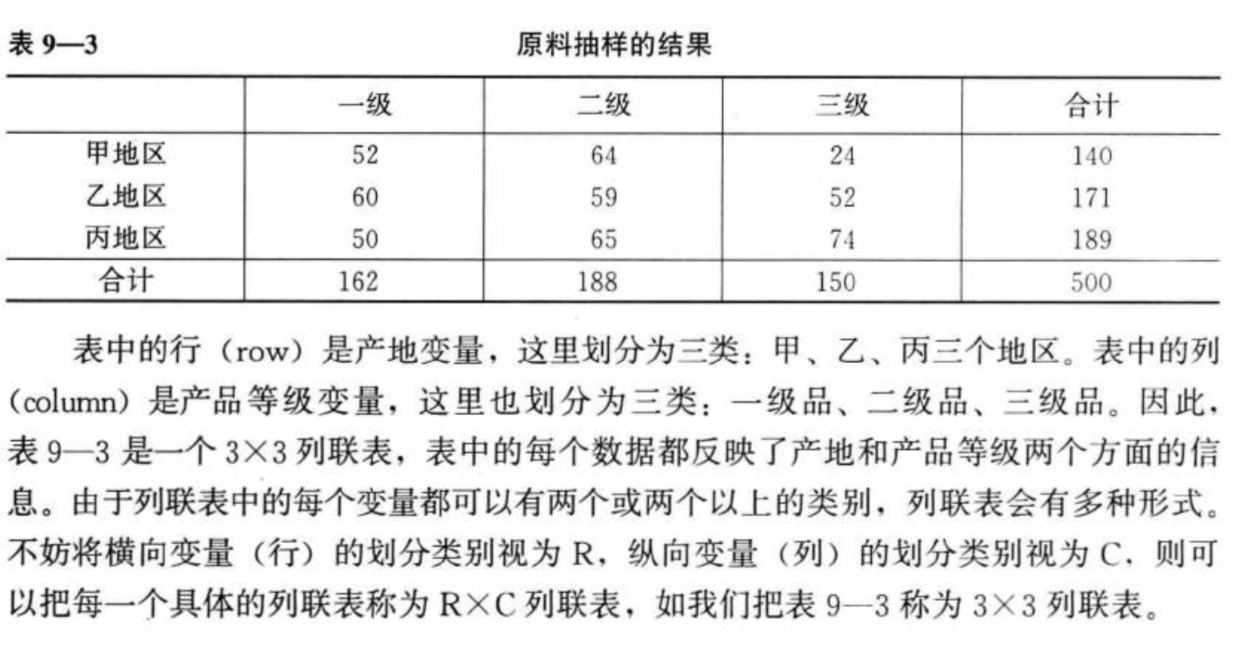 表 9—3 原料抽样的结果
一级 二级 三级 合计
甲地区 52 64 24 140
乙地区 60 59 52 171
丙地区 50 65 74 189
合计 162 188 150 500
表中的行（row）是产地变量，这里划分为三类：甲、乙、丙三个地区。表中的列
（column）是产品等级变量，这里也划分为三类：一级品、二级品、三级品。因此，
表 9—3 是一个 3×3 列联表，表中的每个数据都反映了产地和产品等级两个方面的信
息。由于列联表中的每个变量都可以有两个或两个以上的类别，列联表会有多种形式。
不妨将横向变量（行）的划分类别视为 R，纵向变量（列）的划分类别视为 C，则可
以把每一个具体的列联表称为 R×C 列联表，如我们把表 9—3 称为 3×3 列联表。